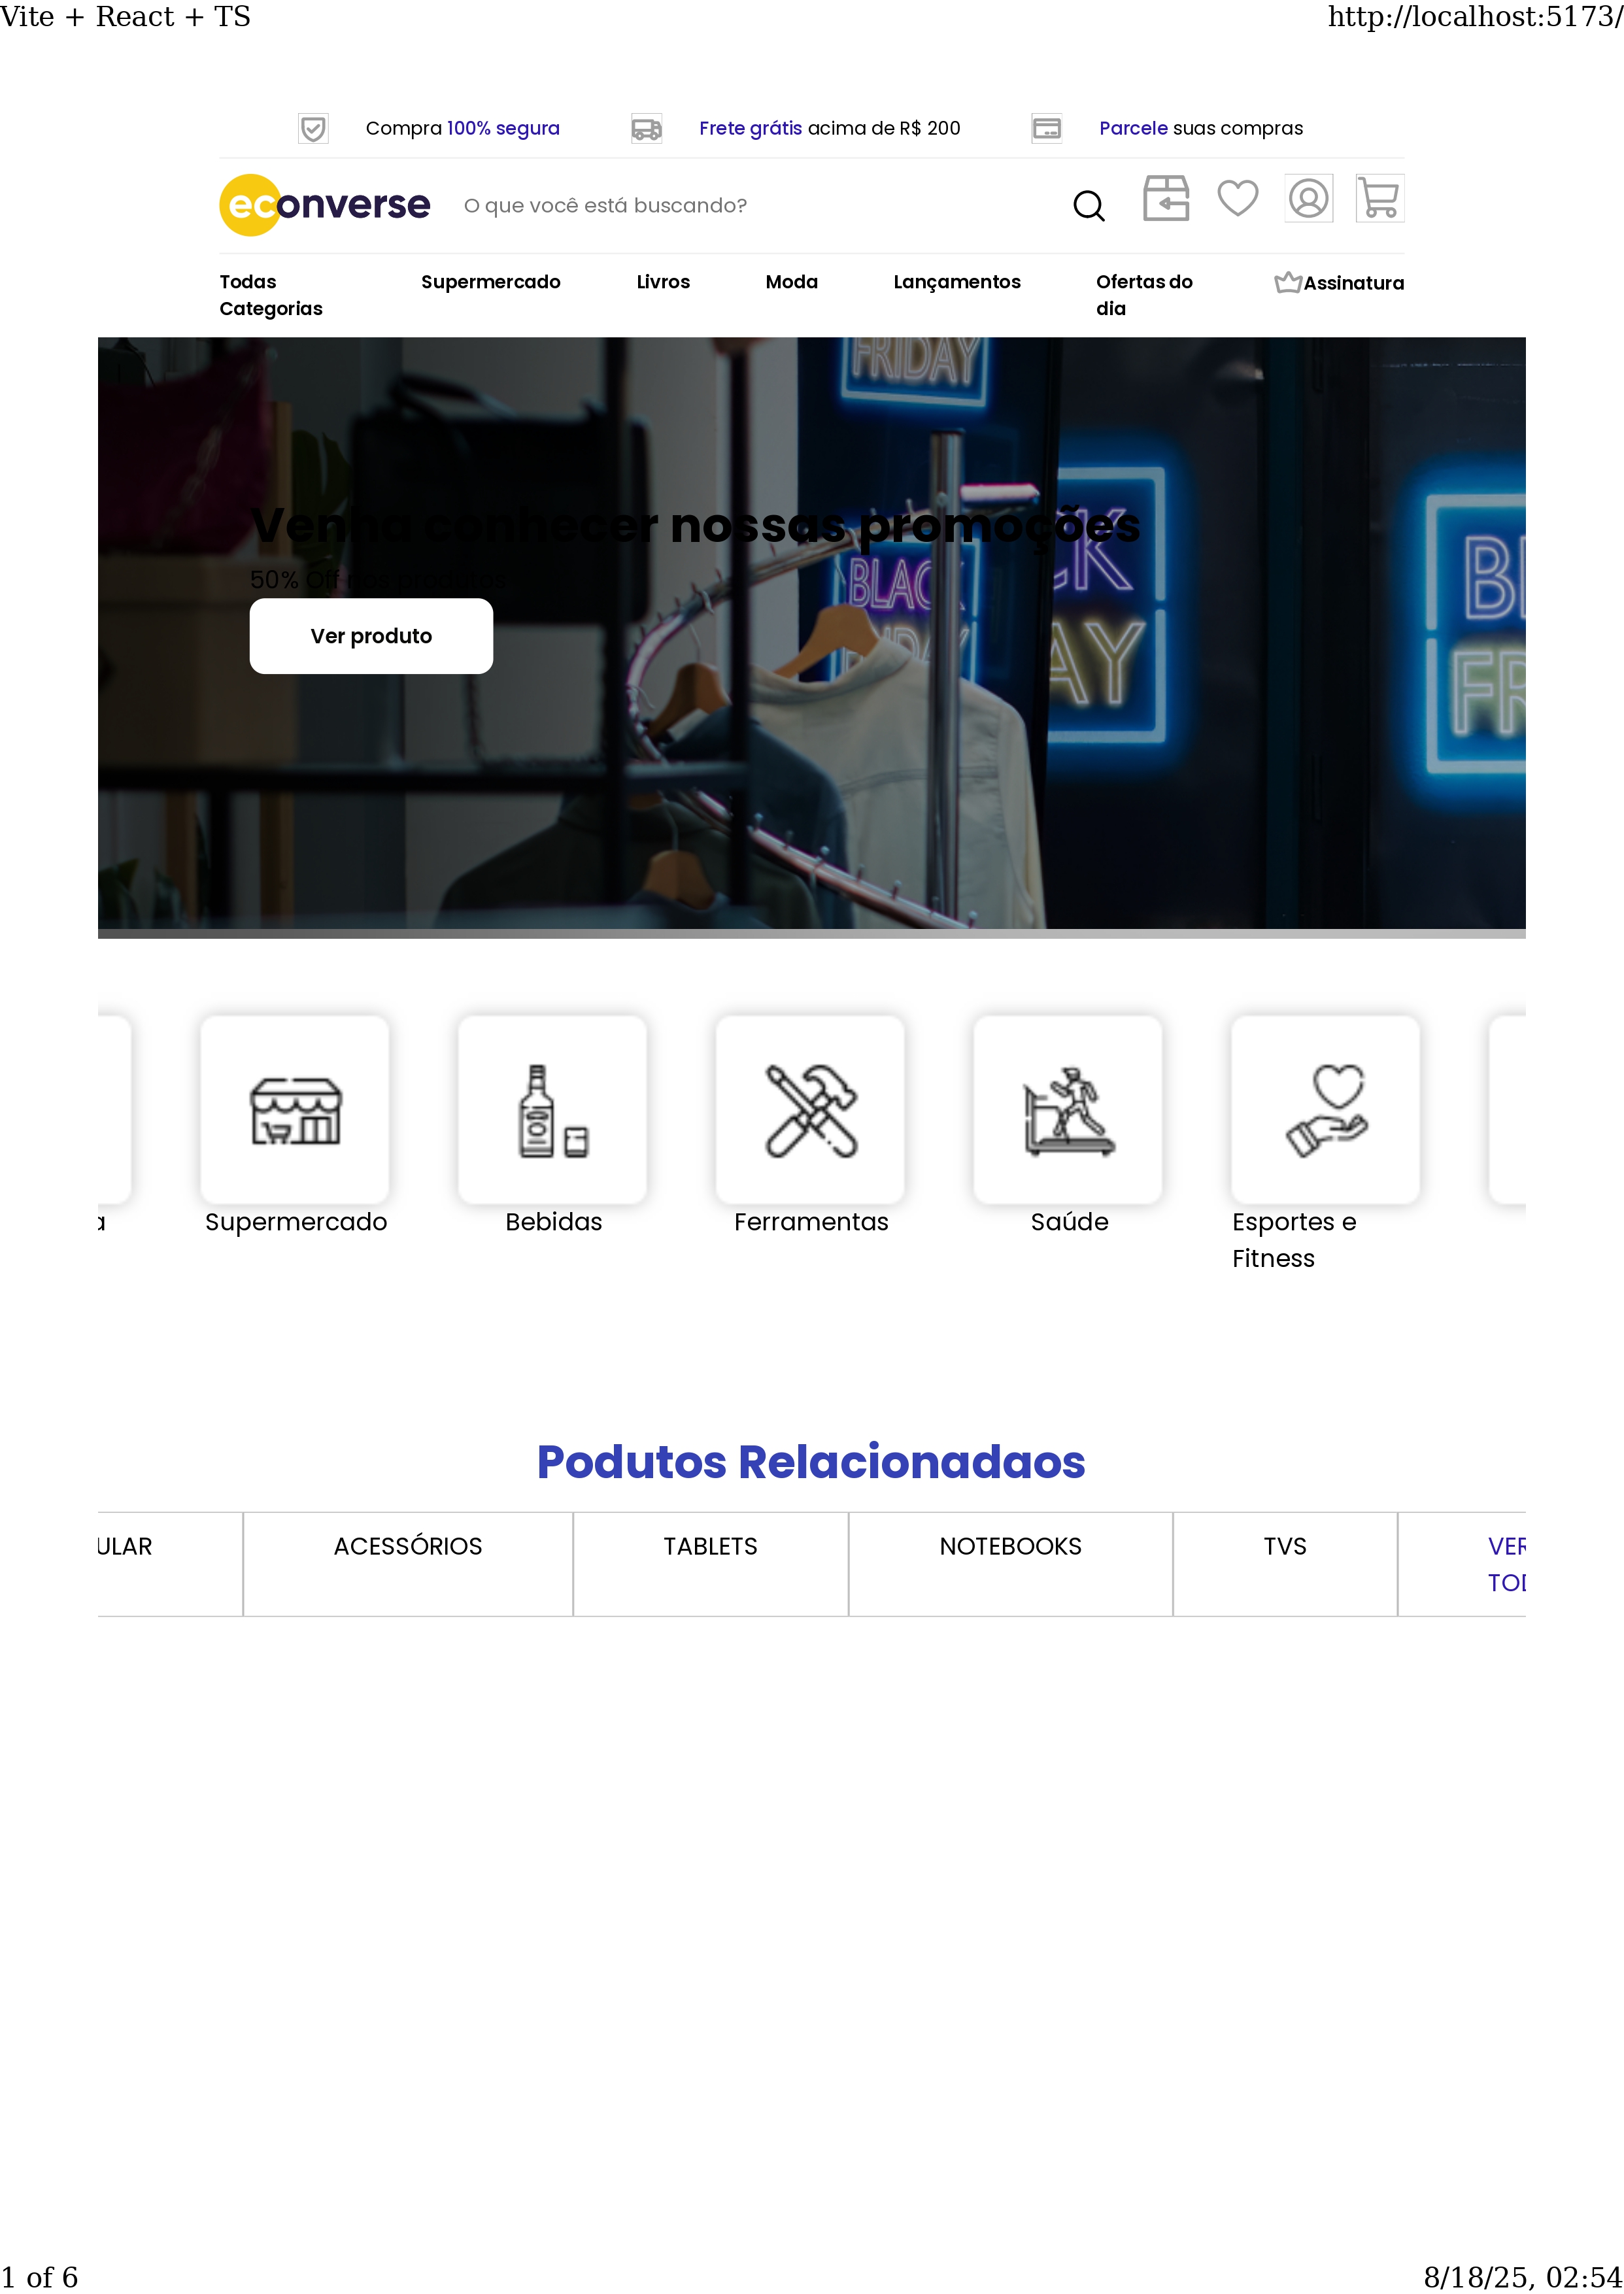 Vite + React + TS http://localhost:5173/
Compra 100% segura Frete grátis acima de R$ 200 Parcele suas compras
econverse O que você está buscando?
Todas Categorias Supermercado Livros Moda Lançamentos Ofertas do dia Assinatura
FRIDAY
Venha conhecer nossas promoções
50% Off nos produtos
Ver produto
BLACK
FRIDAY
CK
AY
BL
FR
a Supermercado Bebidas Ferramentas Saúde Esportes e
Fitness
Podutos Relacionadaos
ULAR ACESSÓRIOS TABLETS NOTEBOOKS TVS VER
TOD
1 of 6 8/18/25, 02:54